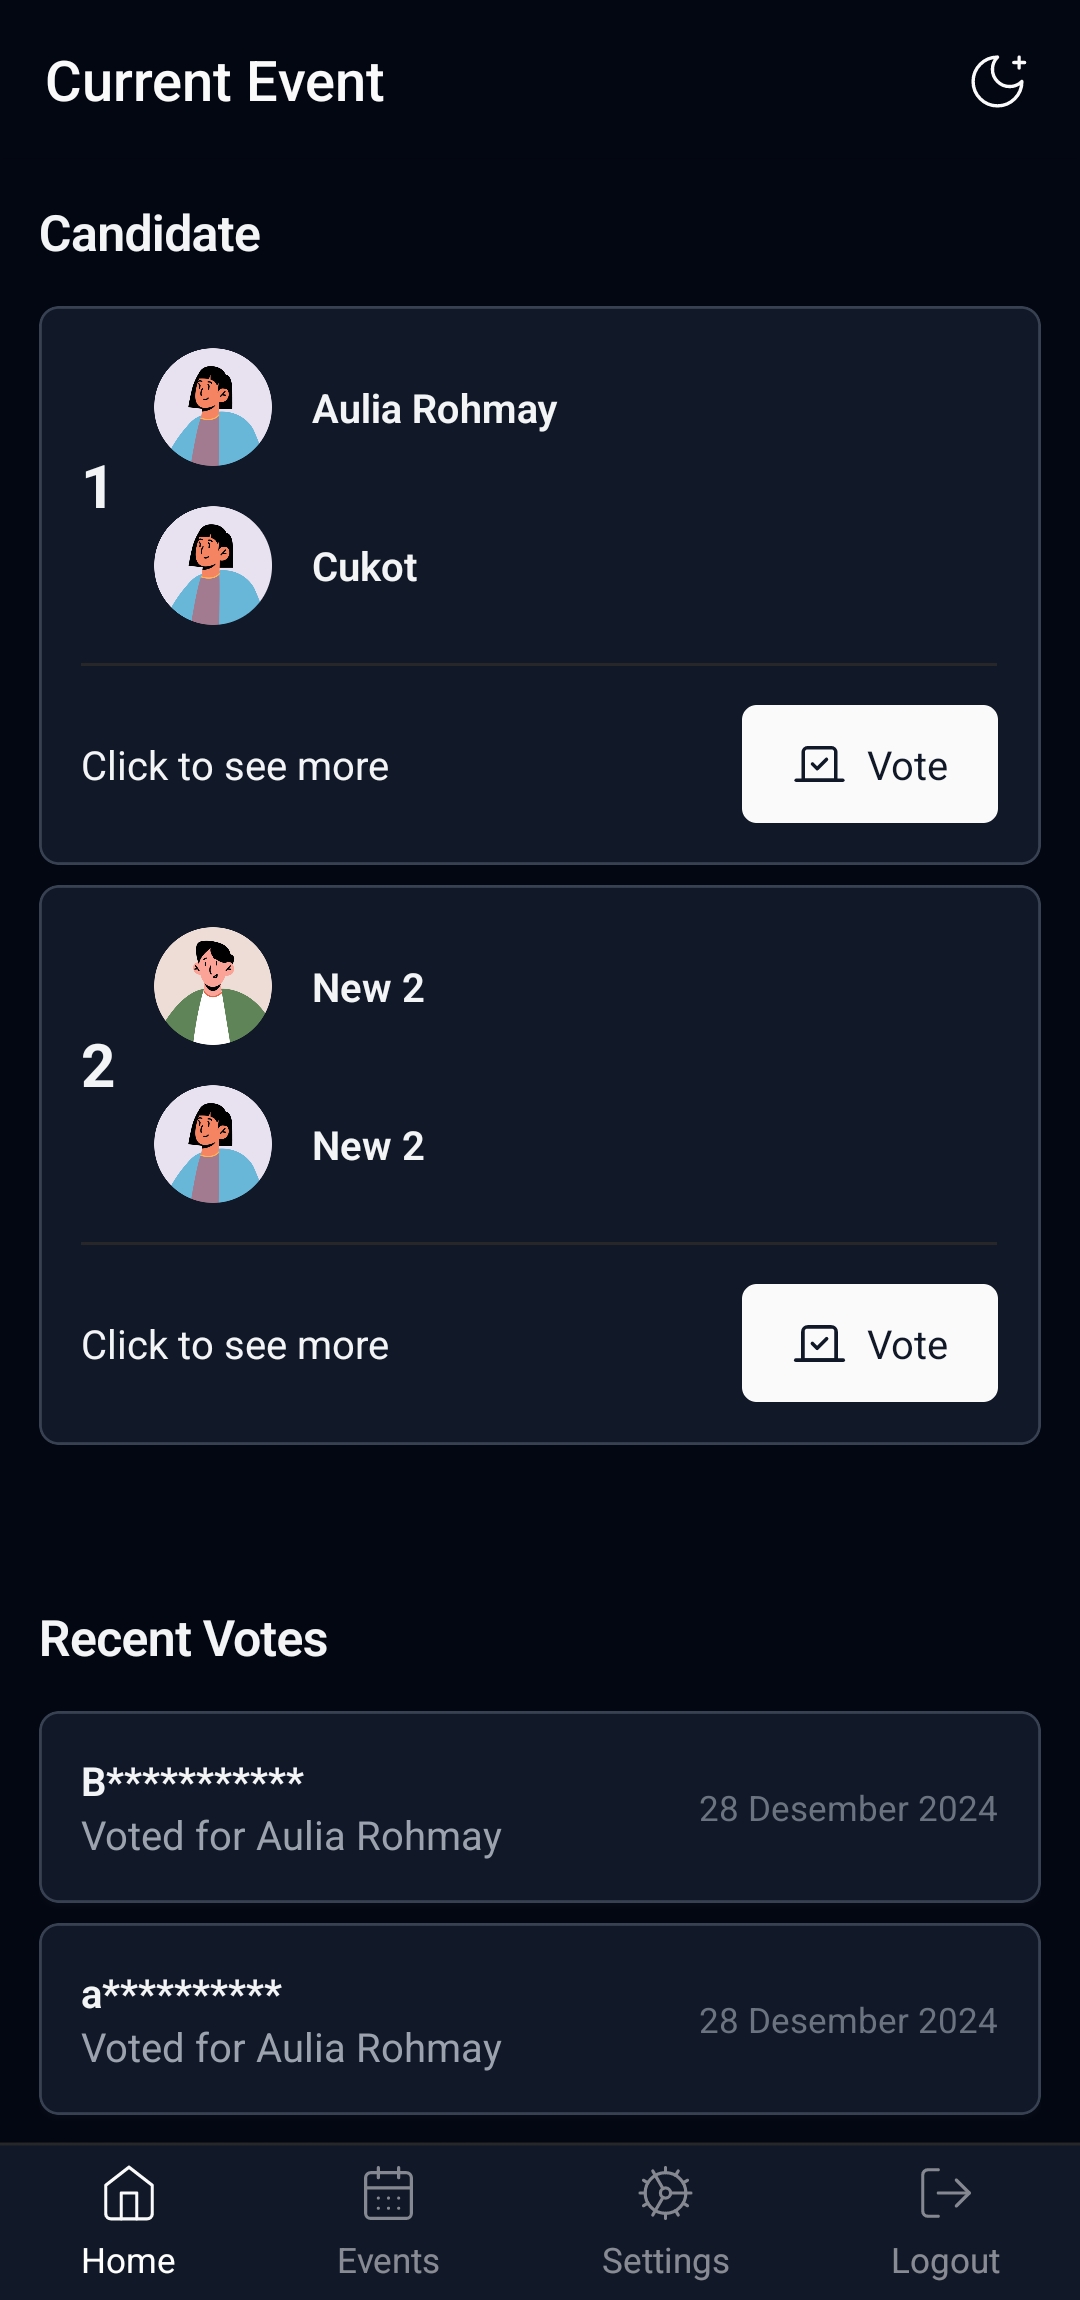 Current Event
Candidate
1
Aulia Rohmay
Cukot
Click to see more
Vote
2
New 2
New 2
Click to see more
Vote
Recent Votes
B***********
Voted for Aulia Rohmay
28 Desember 2024
a**********
Voted for Aulia Rohmay
28 Desember 2024
Home
Events
Settings
Logout